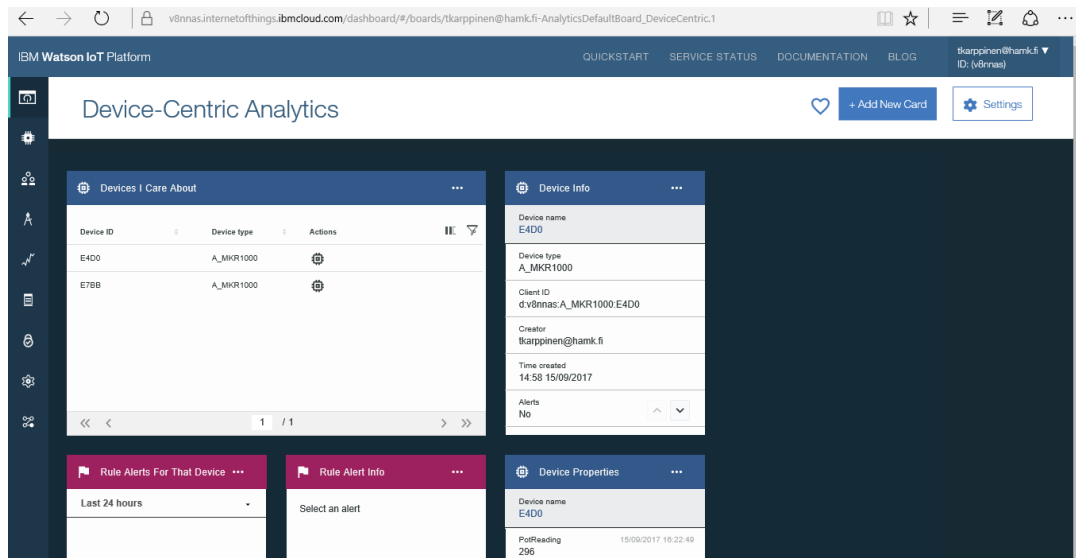 v8nnas.internetofthings.ibmcloud.com/dashboard/#/boards/tkarppinen@hamk.fi-AnalyticsDefaultBoard_DeviceCentric.1
IBM Watson IoT Platform
QUICKSTART SERVICE STATUS DOCUMENTATION BLOG
tkarppinen@hamk.fi ▼
ID: (v8nnas)
Device-Centric Analytics
+ Add New Card
Settings
Devices I Care About
Device ID Device type Actions
E4D0 A_MKR1000
E7BB A_MKR1000
1 / 1
Device Info
Device name
E4D0
Device type
A_MKR1000
Client ID
d:v8nnas:A_MKR1000:E4D0
Creator
tkarppinen@hamk.fi
Time created
14:58 15/09/2017
Alerts
No
Rule Alerts For That Device
Last 24 hours
Rule Alert Info
Select an alert
Device Properties
Device name
E4D0
PotReading 15/09/2017 16:22:49
296